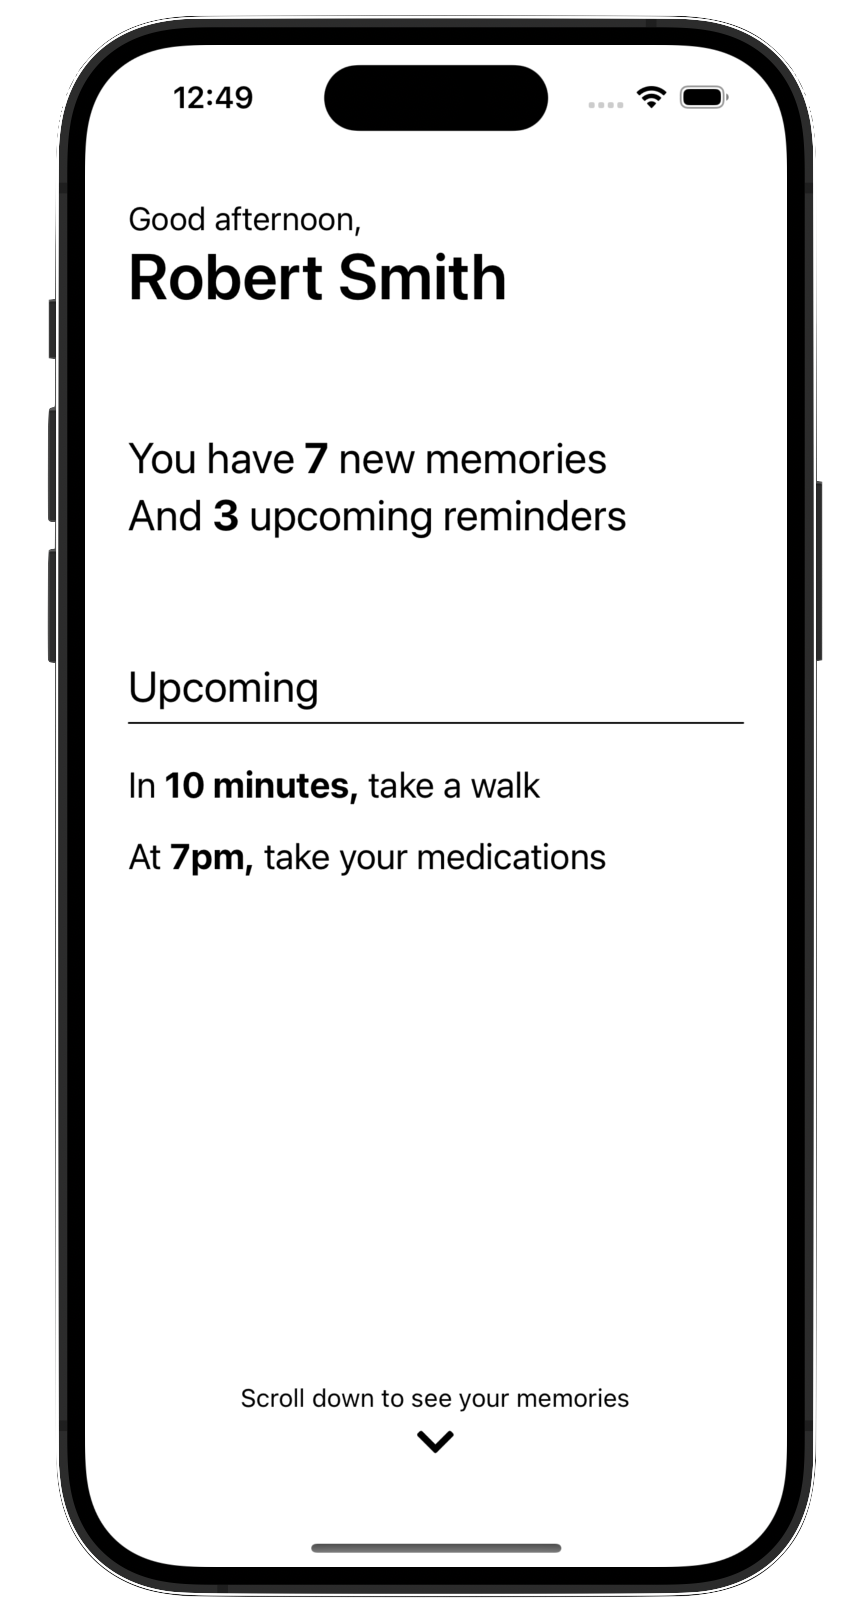 12:49
Good afternoon,
Robert Smith
You have 7 new memories
And 3 upcoming reminders
Upcoming
In 10 minutes, take a walk
At 7pm, take your medications
Scroll down to see your memories